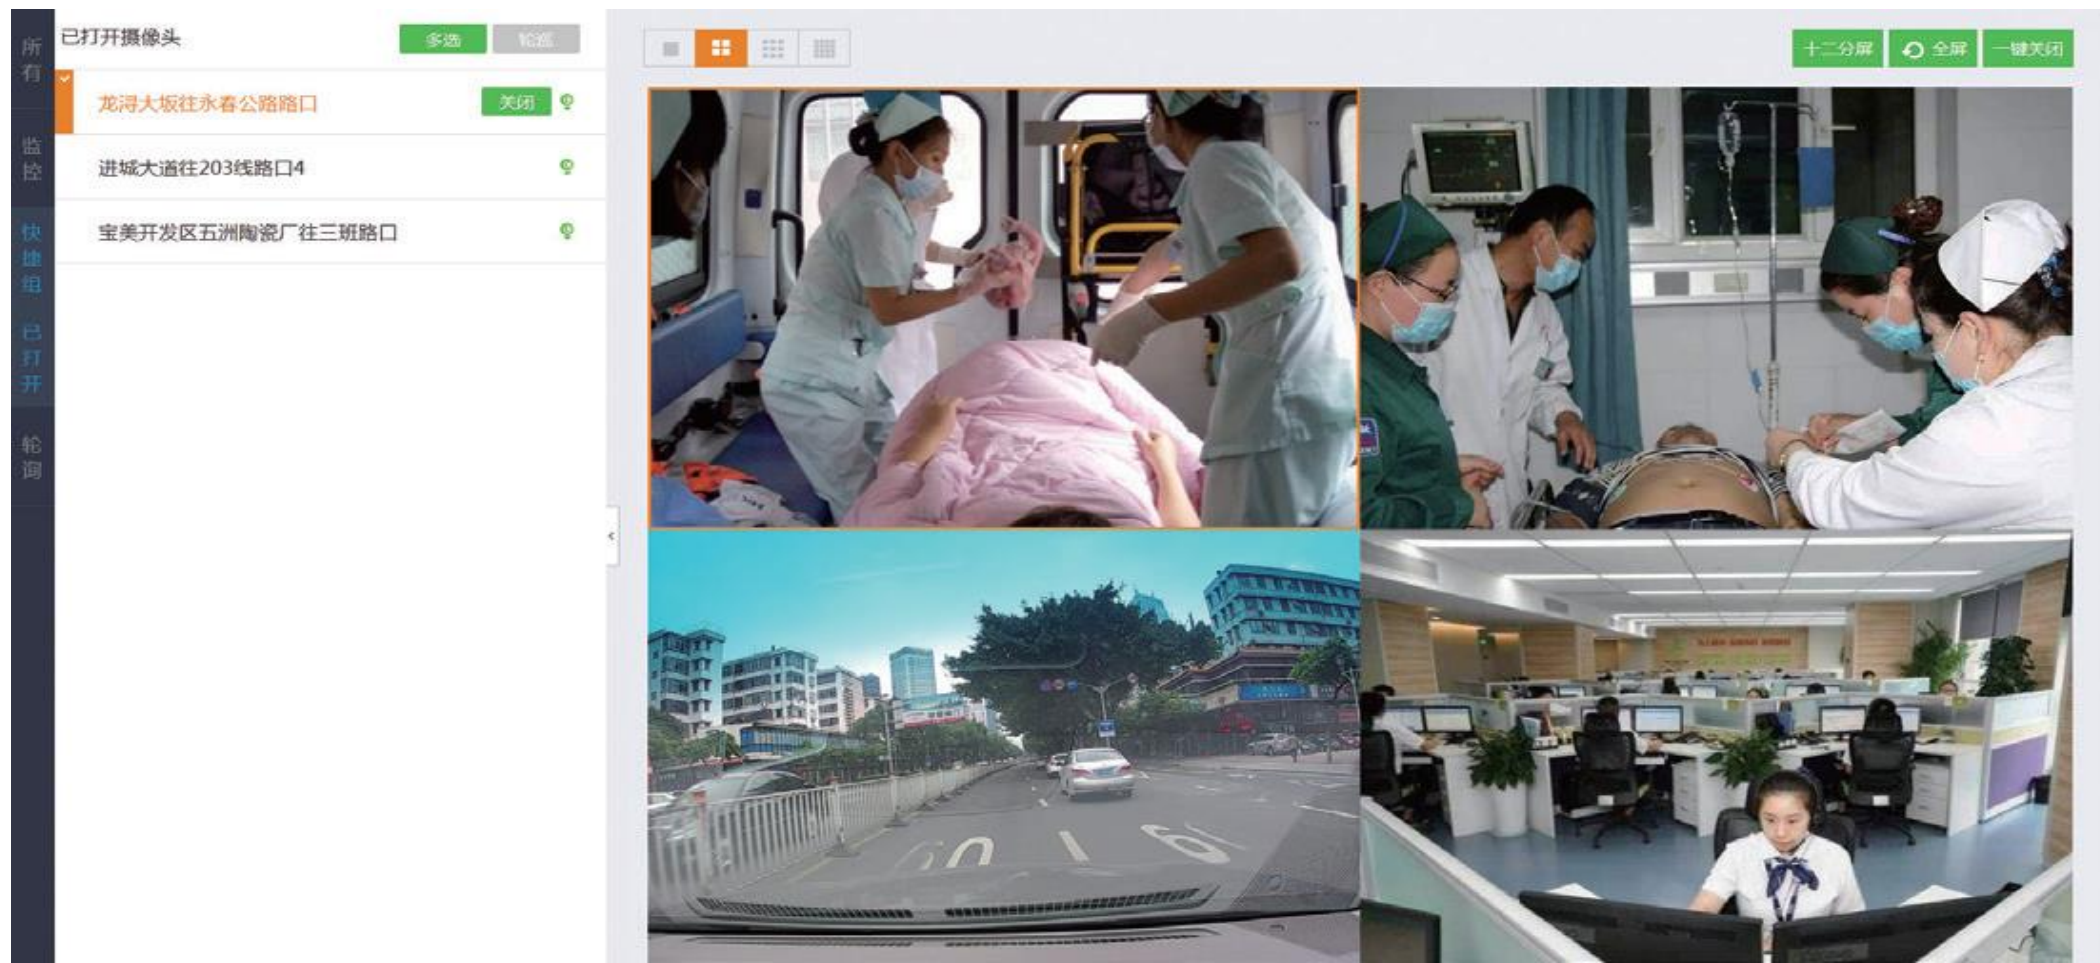 所有
监控
快捷组
已打开
轮询
已打开摄像头
多选
轮巡
龙浔大坂往永春公路路口
关闭
进城大道往203线路口4
宝美开发区五洲陶瓷厂往三班路口
十二分屏
全屏
一键关闭